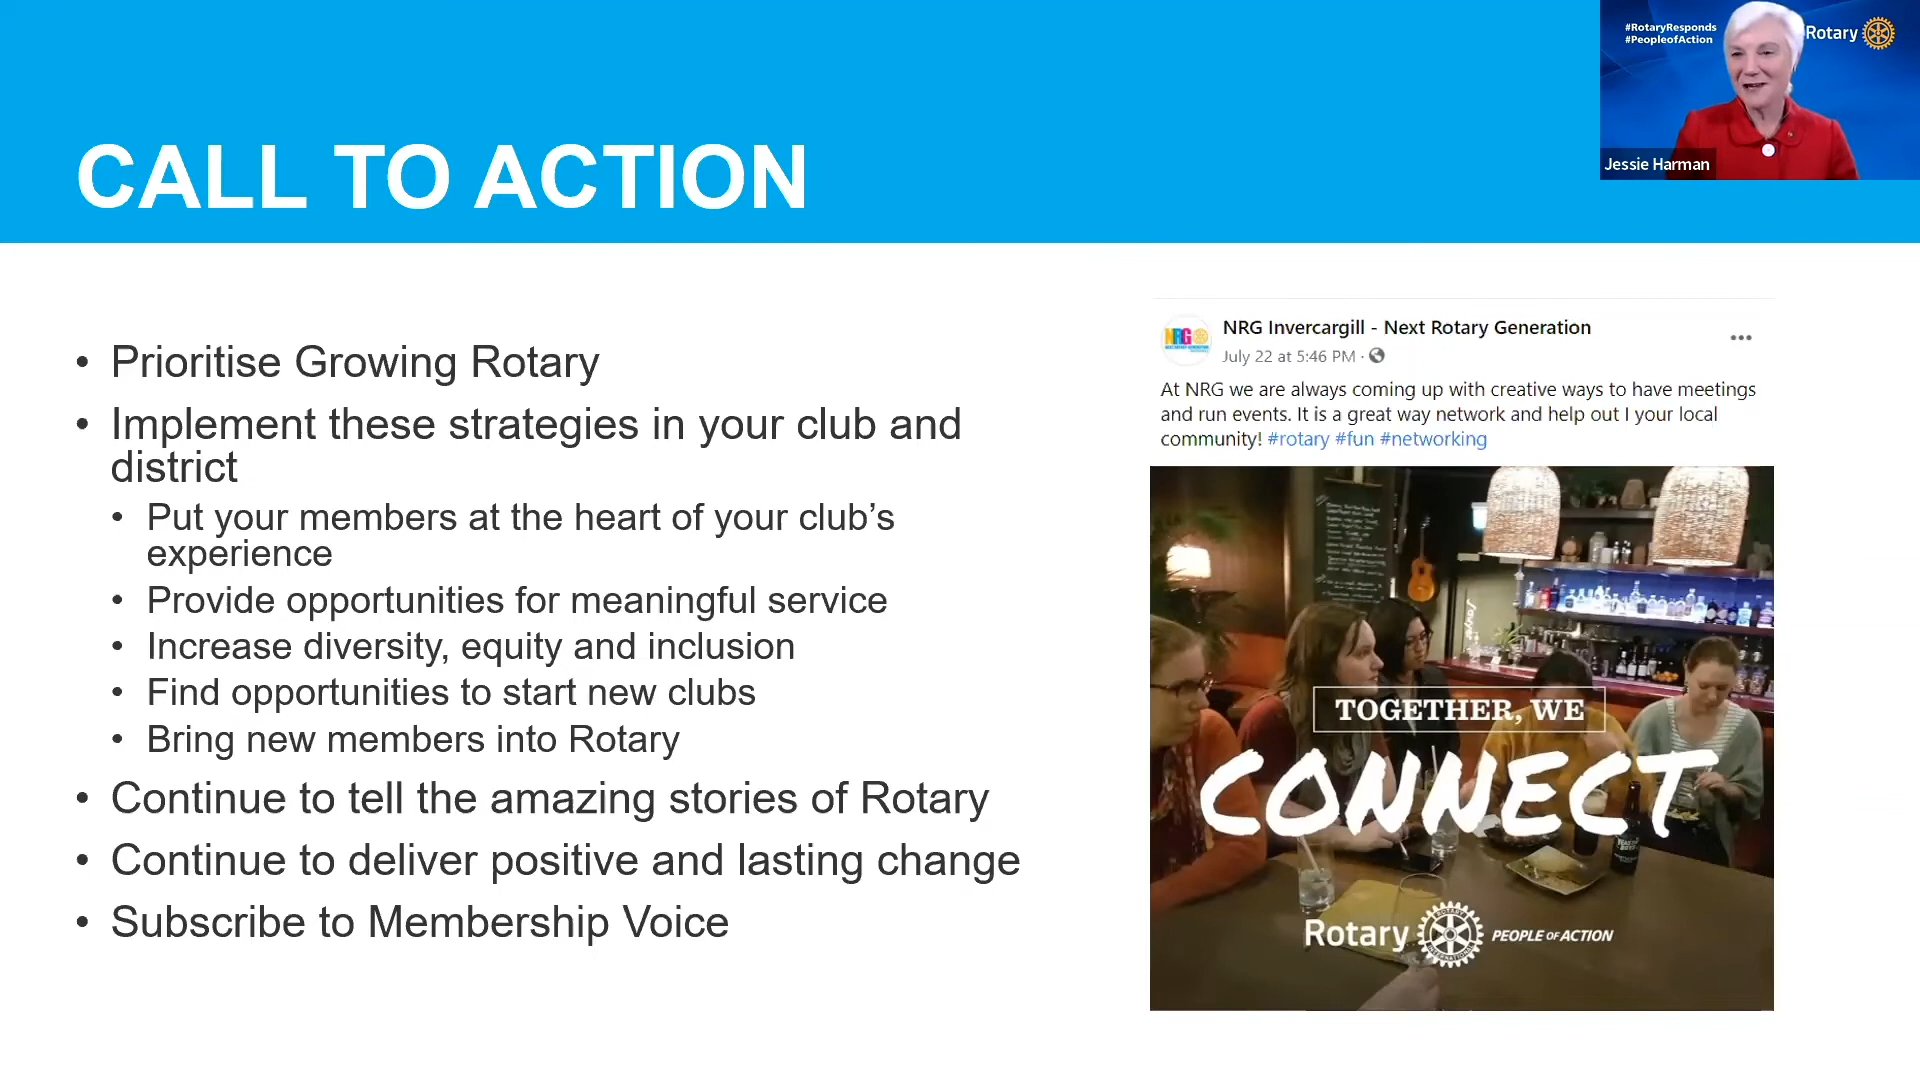 #RotaryResponds
#PeopleofAction
Rotary
Jessie Harman
CALL TO ACTION
• Prioritise Growing Rotary
• Implement these strategies in your club and
district
• Put your members at the heart of your club’s
experience
• Provide opportunities for meaningful service
• Increase diversity, equity and inclusion
• Find opportunities to start new clubs
• Bring new members into Rotary
• Continue to tell the amazing stories of Rotary
• Continue to deliver positive and lasting change
• Subscribe to Membership Voice
NRG
NRG Invercargill - Next Rotary Generation
July 22 at 5:46 PM ·
At NRG we are always coming up with creative ways to have meetings
and run events. It is a great way network and help out I your local
community! #rotary #fun #networking
TOGETHER, WE
CONNECT
Rotary
ROTARY
INTERNATIONAL
PEOPLE OF ACTION